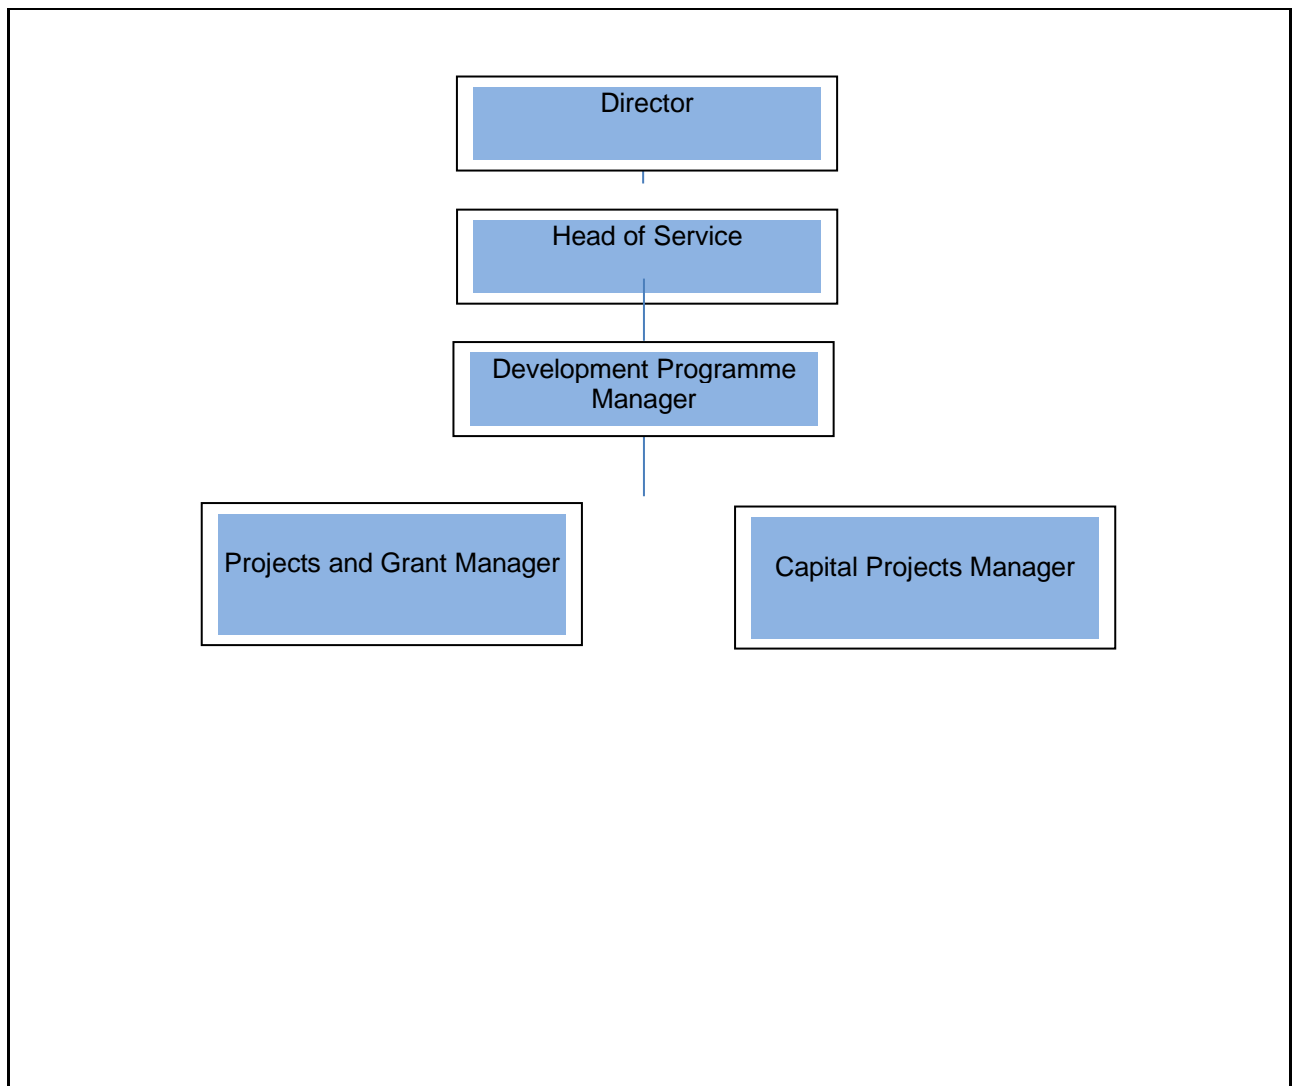 Director
Head of Service
Development Programme
Manager
Projects and Grant Manager
Capital Projects Manager